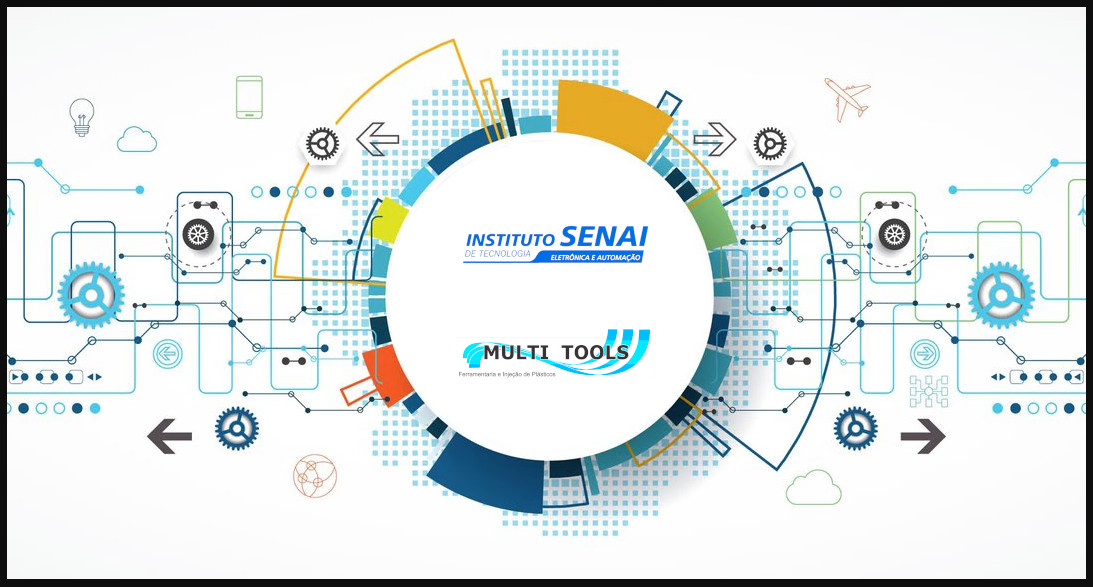 INSTITUTO SENAI
DE TECNOLOGIA ELETRÔNICA E AUTOMAÇÃO
MULTI TOOLS
Ferramentaria e Injeção de Plásticos